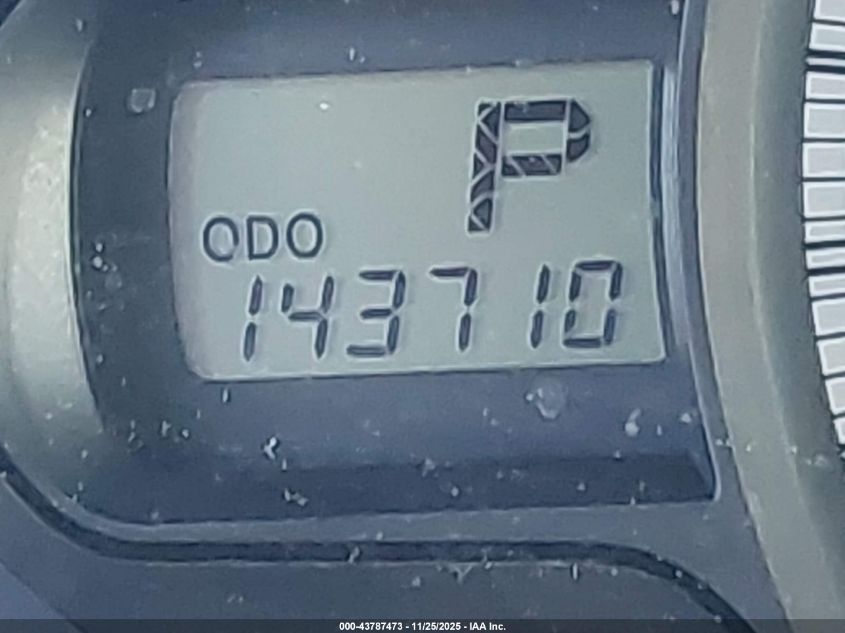 P
ODO
143710
000-43787473 - 11/25/2025 - IAA Inc.